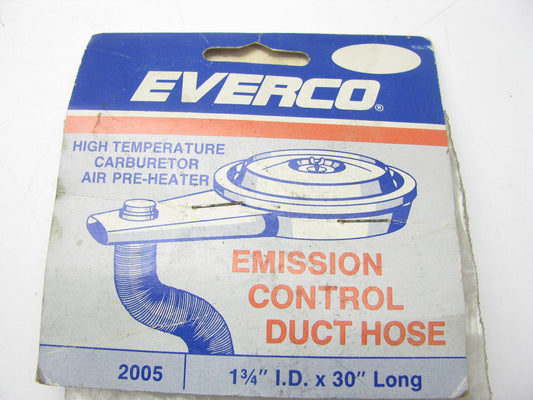 EVERCO®
HIGH TEMPERATURE
CARBURETOR
AIR PRE-HEATER
EMISSION
CONTROL
DUCT HOSE
2005
1¾" I.D. x 30" Long